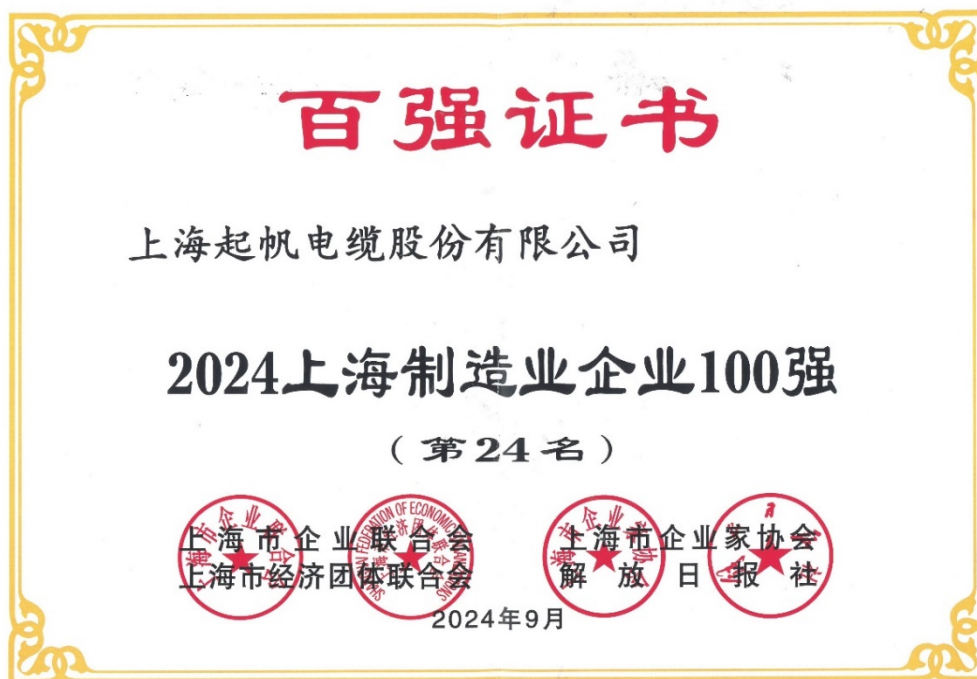 百强证书
上海起帆电缆股份有限公司
2024上海制造业企业100强
(第24名)
上海市企业联合会
上海市企业家协会
上海市经济团体联合会
解放日报社
2024年9月